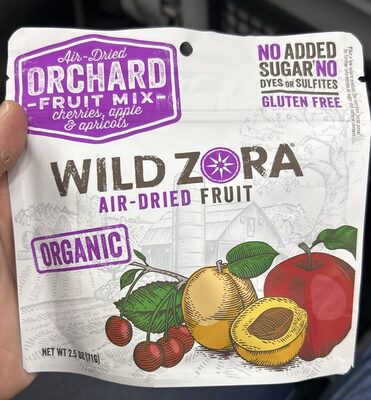 Air-Dried
ORCHARD
-FRUIT MIX-
cherries, apple
& apricots
NO ADDED
SUGAR*NO
DYES OR SULFITES
GLUTEN FREE
WILD ZORA
AIR-DRIED FRUIT
ORGANIC
NET WT 2.5 OZ (71G)